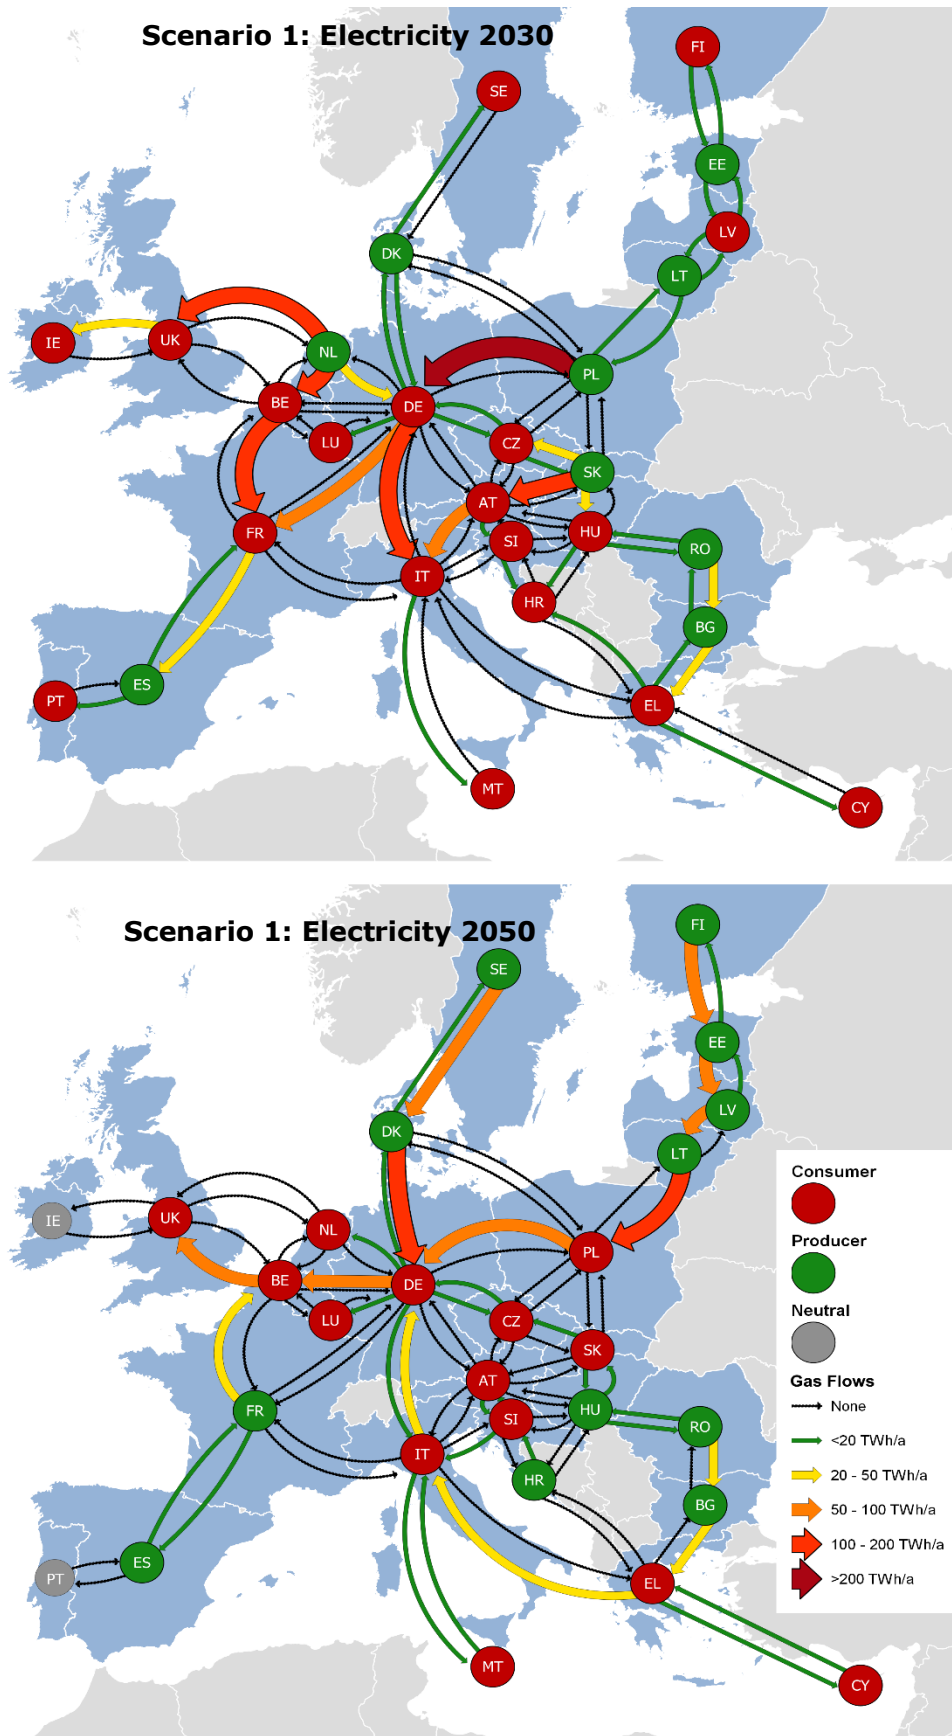 Scenario 1: Electricity 2030
FI
SE
EE
LV
DK
LT
IE
UK
NL
PL
BE
DE
LU
CZ
SK
AT
FR
SI
HU
RO
IT
HR
BG
ES
PT
EL
MT
CY
Scenario 1: Electricity 2050
FI
SE
EE
LV
DK
LT
Consumer
IE
UK
NL
PL
Producer
BE
DE
LU
CZ
SK
Neutral
AT
Gas Flows
FR
SI
HU
RO
None
IT
<20 TWh/a
HR
20 - 50 TWh/a
BG
50 - 100 TWh/a
ES
100 - 200 TWh/a
PT
EL
>200 TWh/a
MT
CY